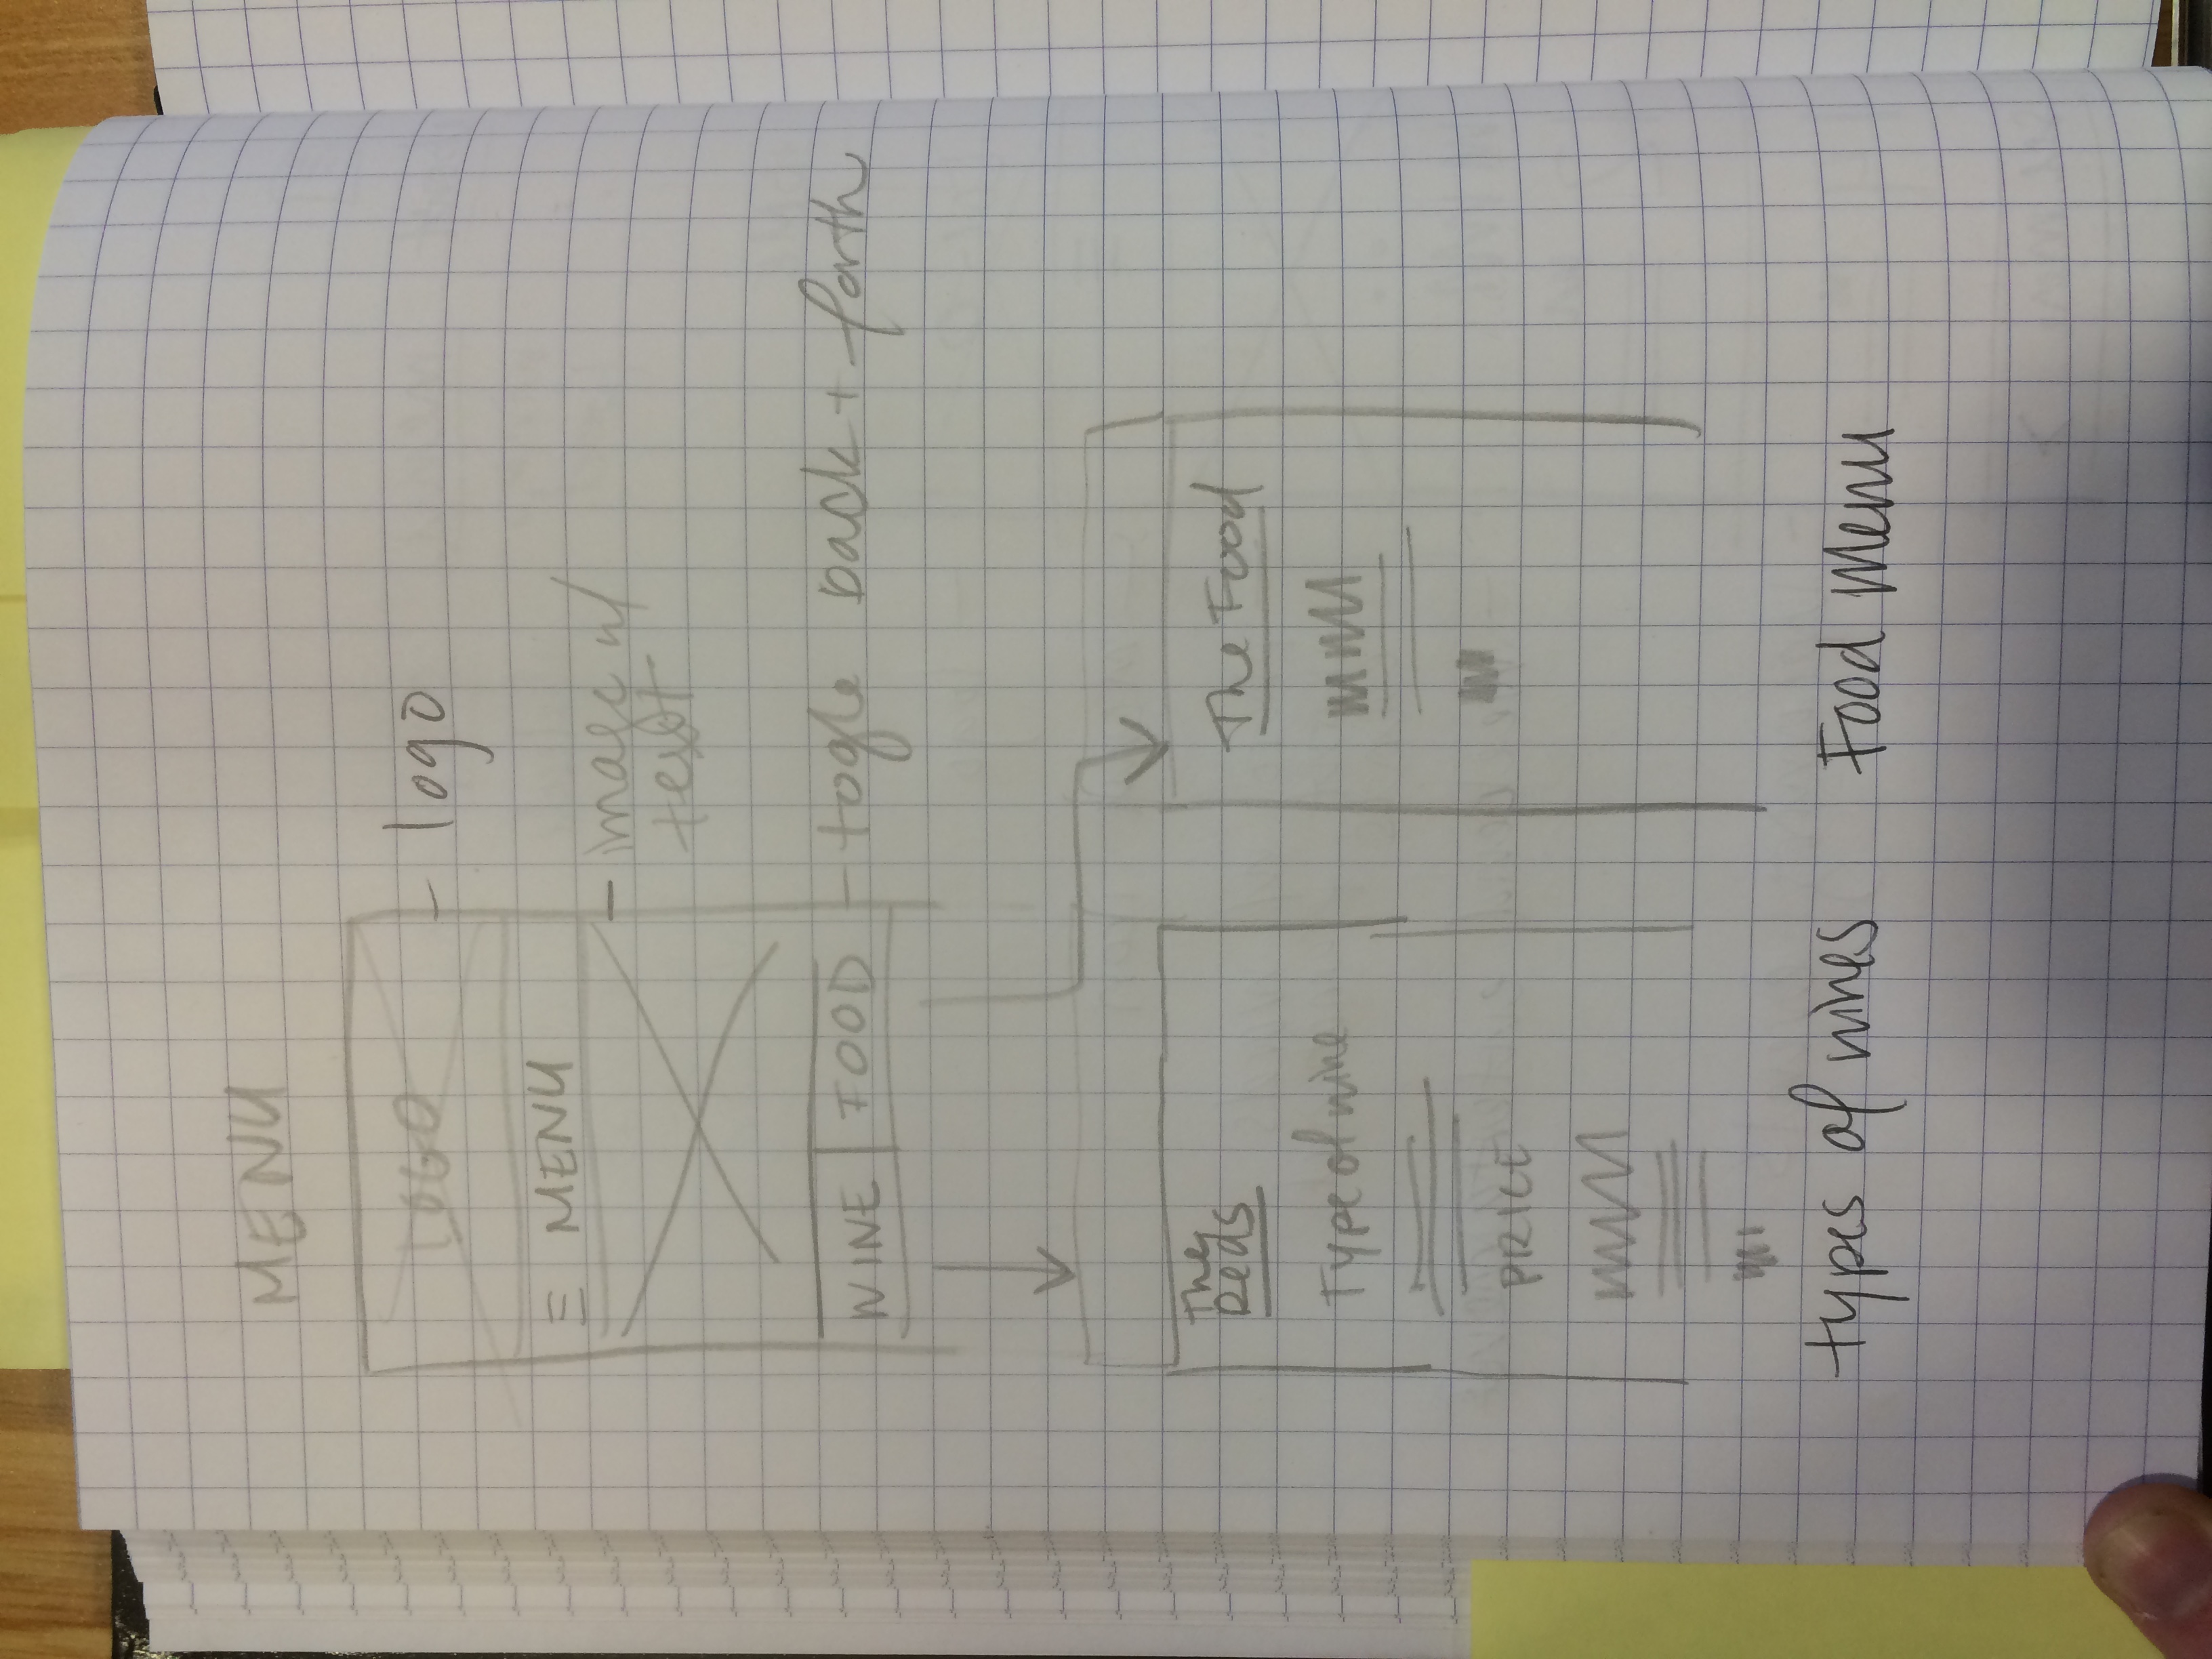 MENU
LOGO - logo
☰ MENU
- image w/
text
WINE | FOOD - togle back + forth
The
Reds
Type of wine
PRICE
The Food
types of wines
Food Menu